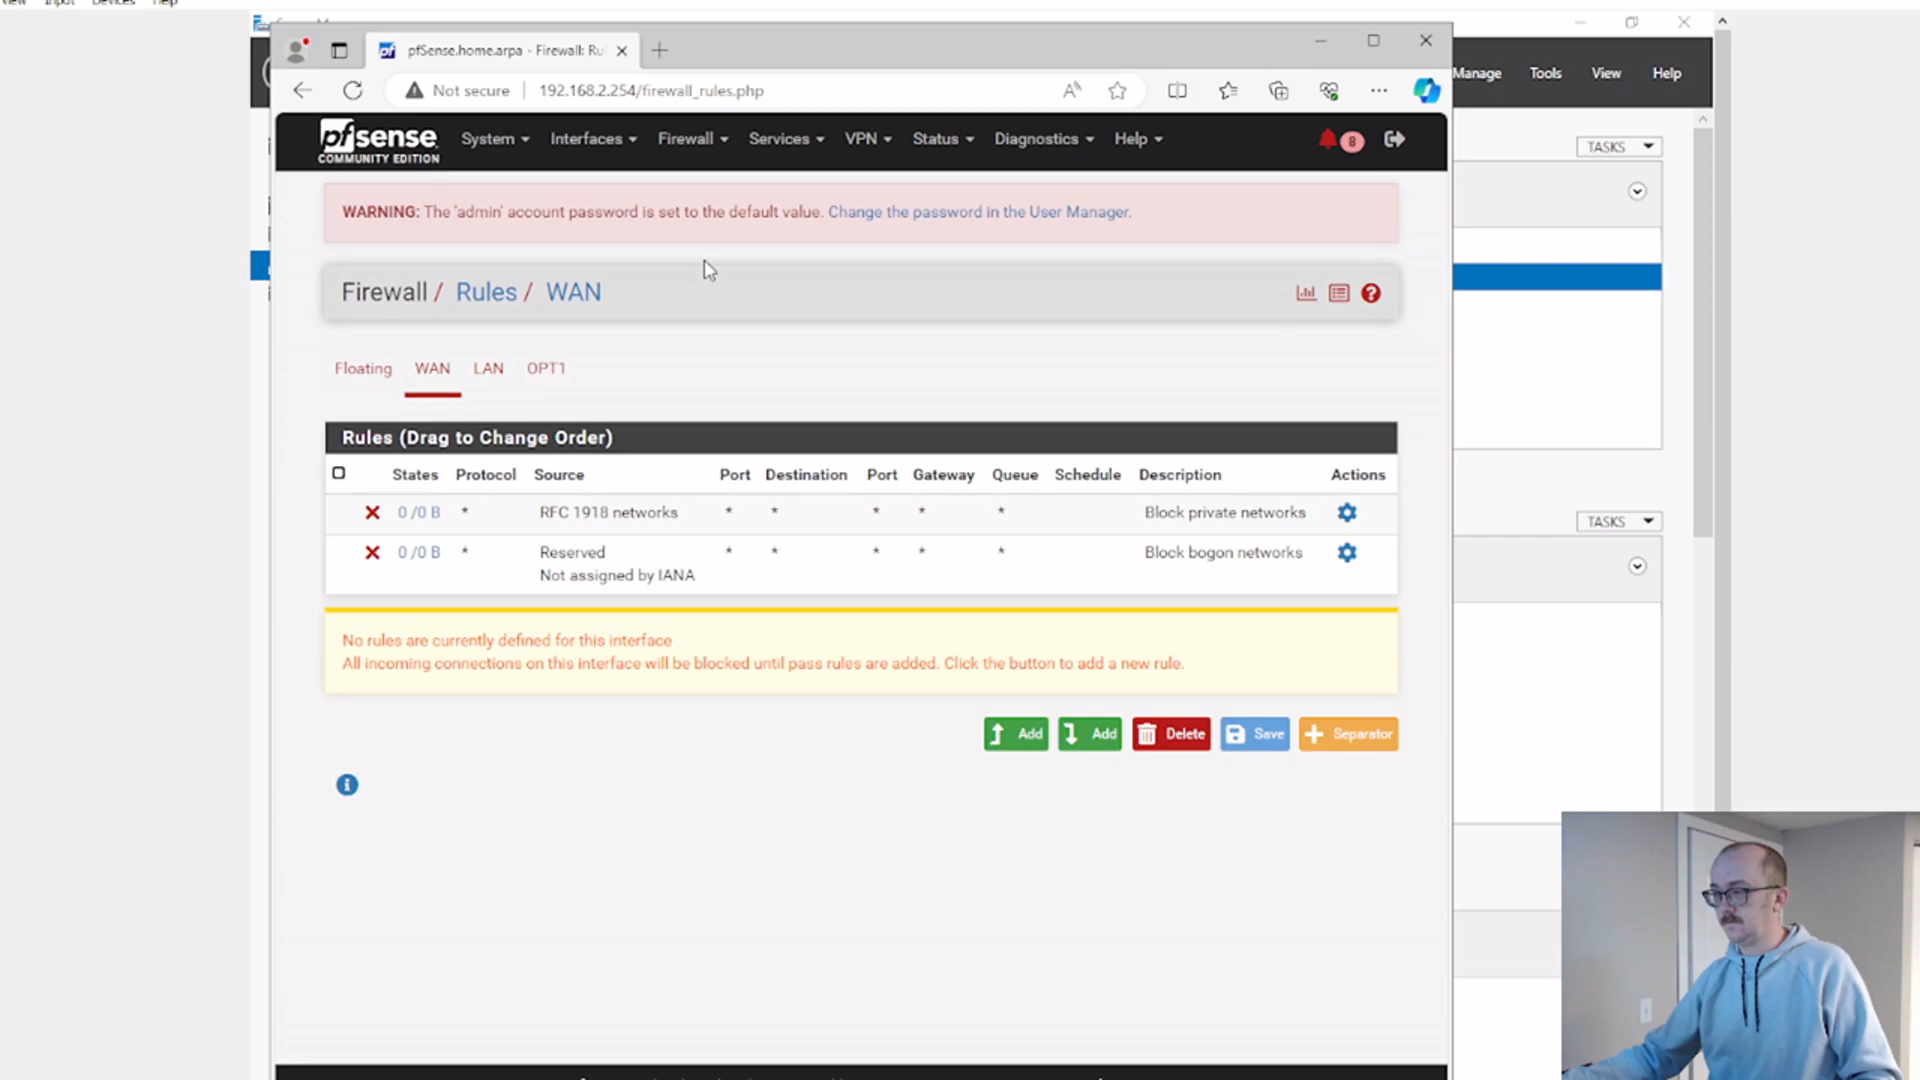 View Input Devices Help
pfSense.home.arpa - Firewall: Ru
Not secure 192.168.2.254/firewall_rules.php
Manage Tools View Help
pfsense
COMMUNITY EDITION
System Interfaces Firewall Services VPN Status Diagnostics Help 8
TASKS
WARNING: The 'admin' account password is set to the default value. Change the password in the User Manager.
Firewall / Rules / WAN
Floating WAN LAN OPT1
Rules (Drag to Change Order)
States Protocol Source Port Destination Port Gateway Queue Schedule Description Actions
0 /0 B * RFC 1918 networks * * * * * Block private networks
0 /0 B * Reserved * * * * * Block bogon networks
Not assigned by IANA
TASKS
No rules are currently defined for this interface
All incoming connections on this interface will be blocked until pass rules are added. Click the button to add a new rule.
Add Add Delete Save Separator